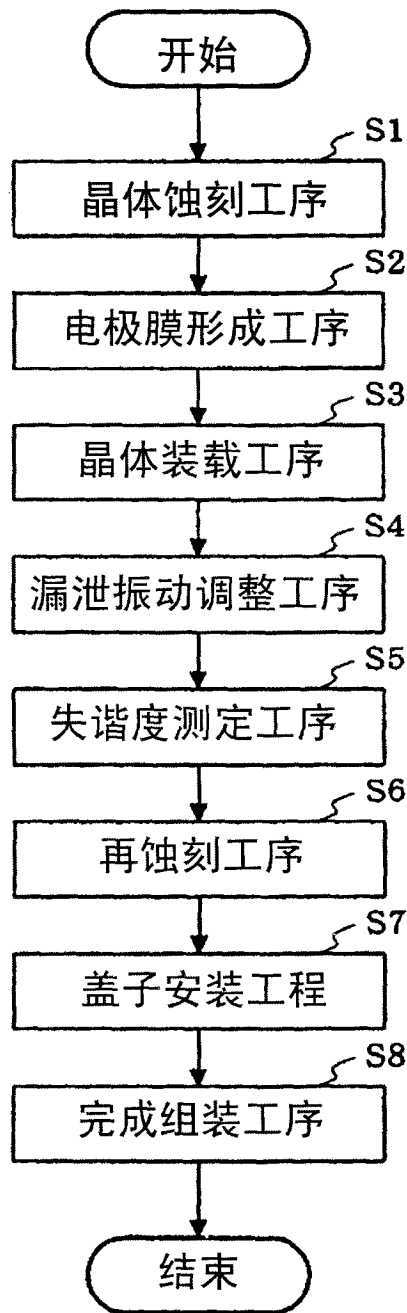 开始
S1
晶体蚀刻工序
S2
电极膜形成工序
S3
晶体装载工序
S4
漏泄振动调整工序
S5
失谐度测定工序
S6
再蚀刻工序
S7
盖子安装工程
S8
完成组装工序
结束